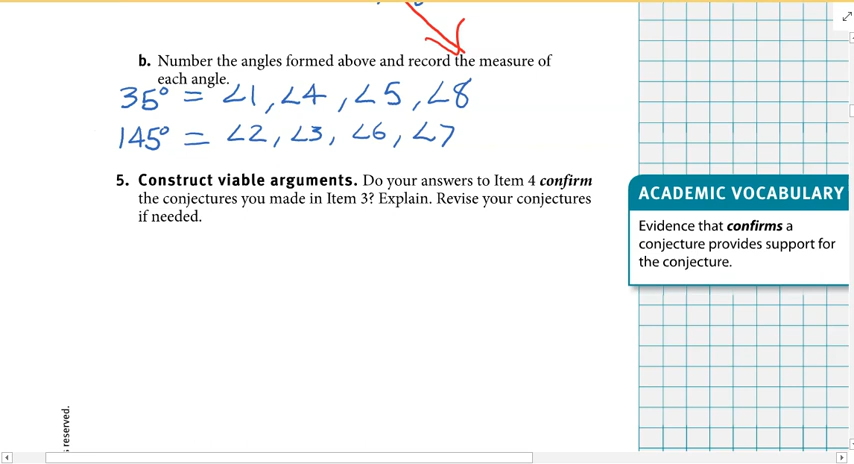 b. Number the angles formed above and record the measure of
each angle.
35° = ∠1, ∠4, ∠5, ∠8
145° = ∠2, ∠3, ∠6, ∠7
5. Construct viable arguments. Do your answers to Item 4 confirm
the conjectures you made in Item 3? Explain. Revise your conjectures
if needed.
ACADEMIC VOCABULARY
Evidence that confirms a
conjecture provides support for
the conjecture.
reserved.